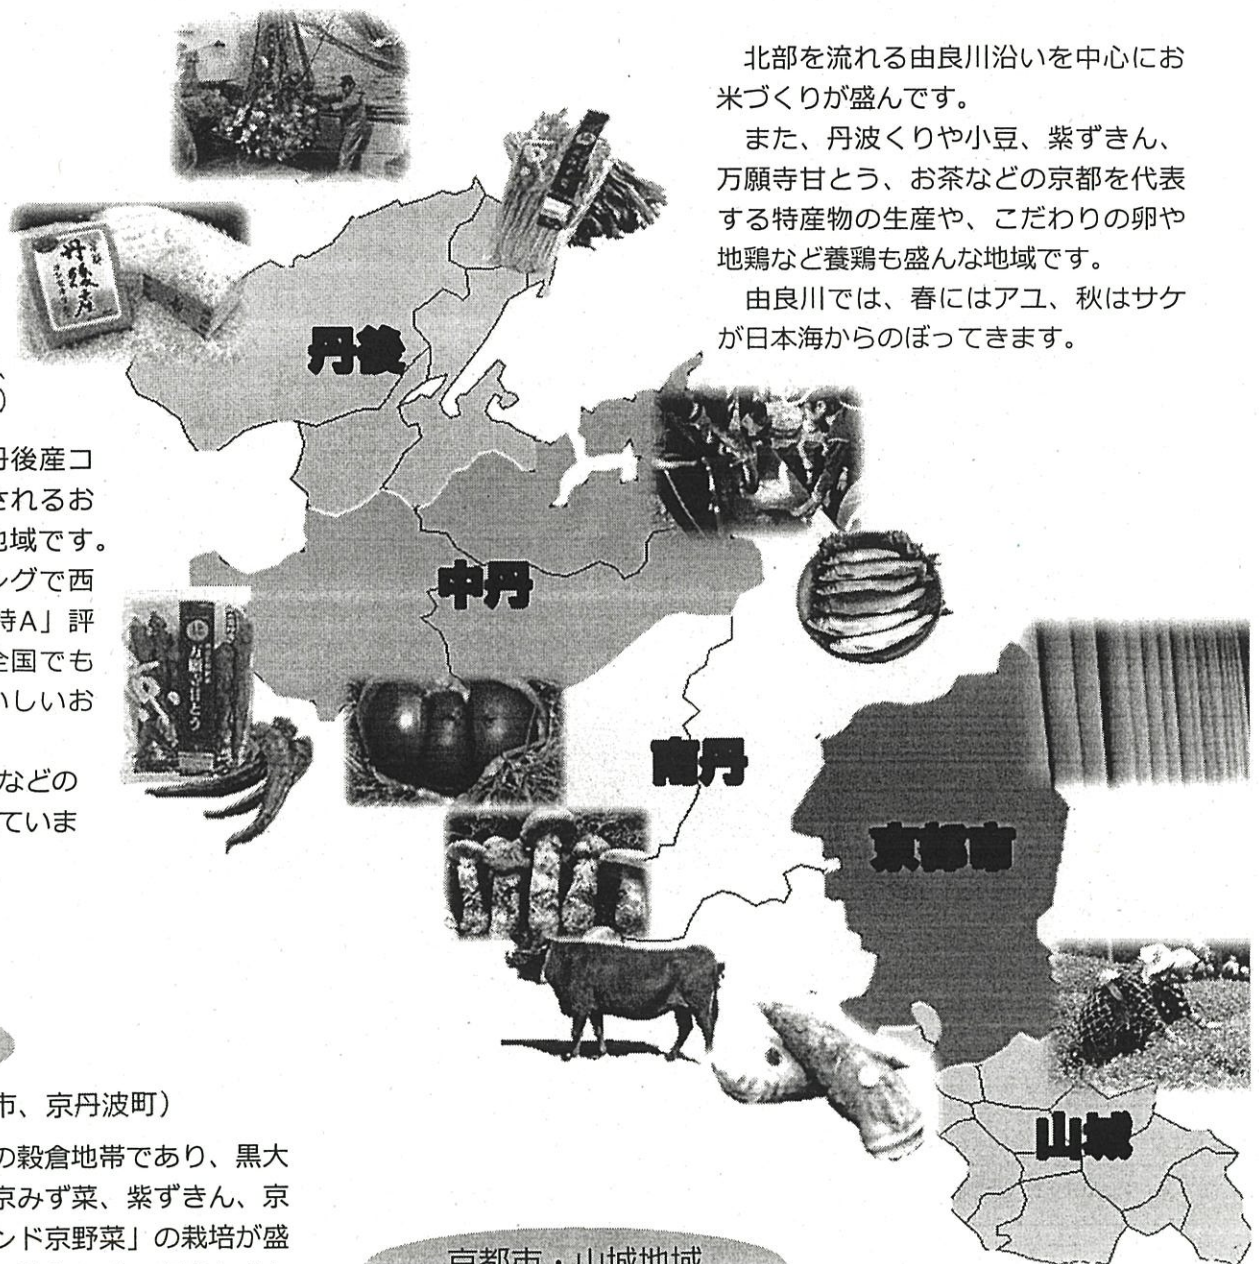 北部を流れる由良川沿いを中心にお
米づくりが盛んです。
また、丹波くりや小豆、紫ずきん、
万願寺甘とう、お茶などの京都を代表
する特産物の生産や、こだわりの卵や
地鶏など養鶏も盛んな地域です。
由良川では、春にはアユ、秋はサケ
が日本海からのぼってきます。
丹後産
丹後
丹後産コ
されるお
地域です。
ングで西
特A」評
全国でも
いしいお
などの
ていま
中丹
万願寺甘とう
南丹
京都市
山城
市、京丹波町）
の穀倉地帯であり、黒大
京みず菜、紫ずきん、京
ンド京野菜」の栽培が盛
京都市・山城地域